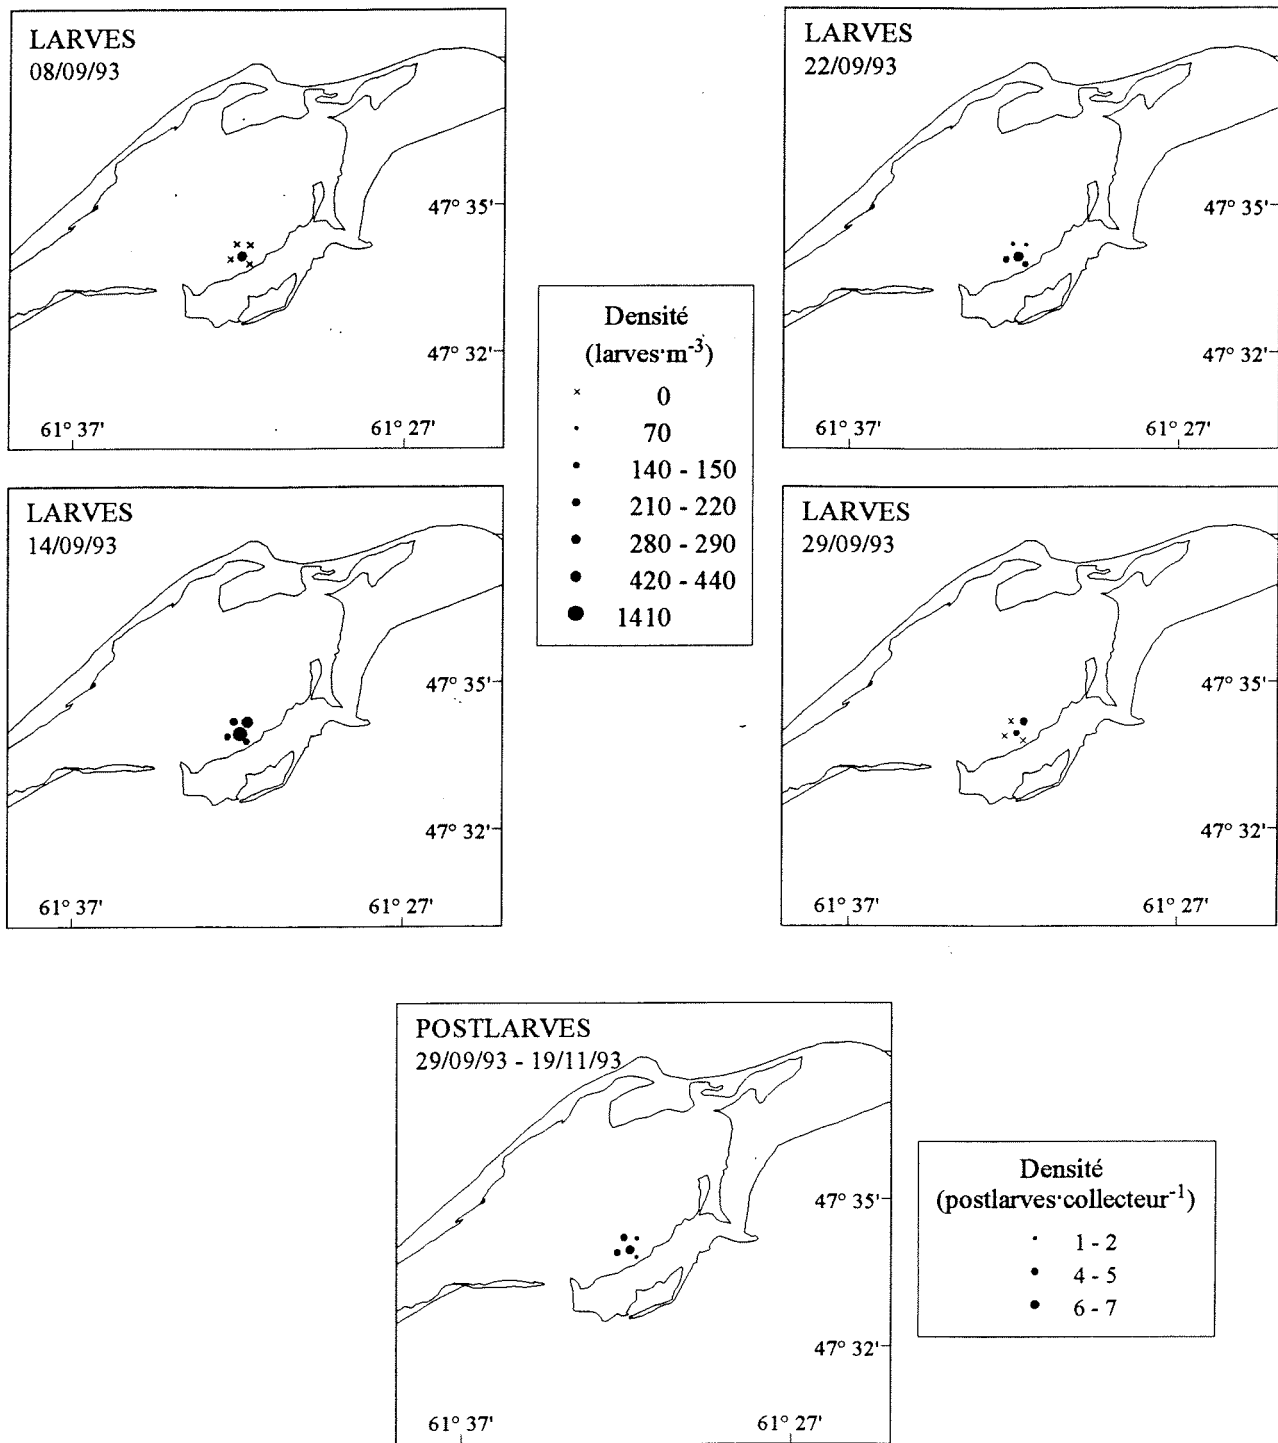 LARVES
08/09/93
47° 35'
47° 32'
61° 37'
61° 27'
LARVES
22/09/93
47° 35'
47° 32'
61° 37'
61° 27'
Densité
(larves·m⁻³)
0
70
140 - 150
210 - 220
280 - 290
420 - 440
1410
LARVES
14/09/93
47° 35'
47° 32'
61° 37'
61° 27'
LARVES
29/09/93
47° 35'
47° 32'
61° 37'
61° 27'
POSTLARVES
29/09/93 - 19/11/93
47° 35'
47° 32'
61° 37'
61° 27'
Densité
(postlarves·collecteur⁻¹)
1 - 2
4 - 5
6 - 7